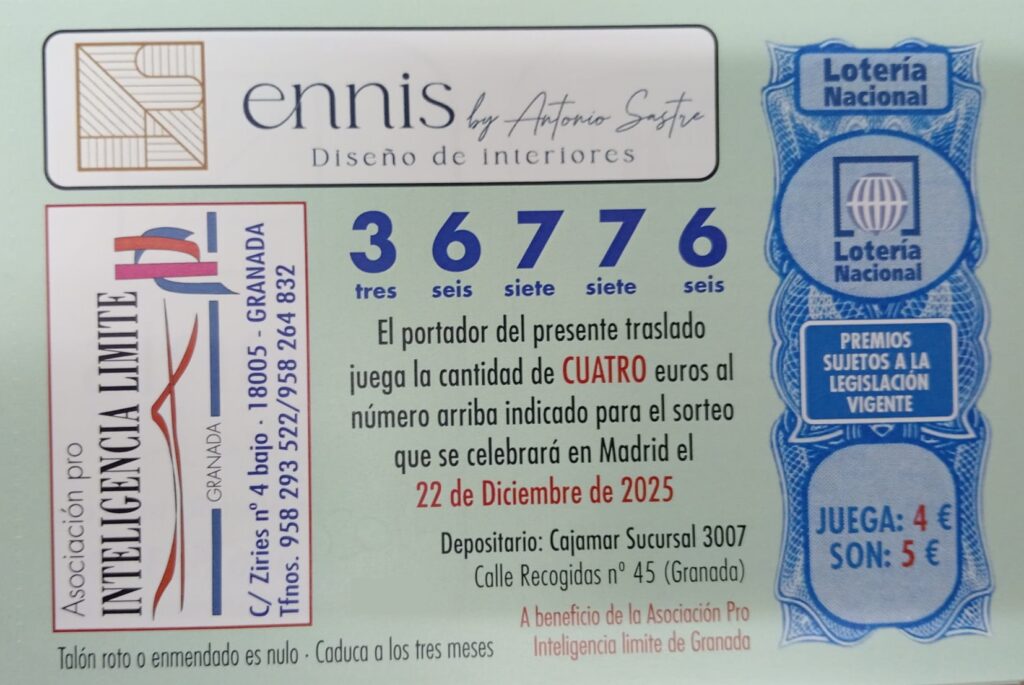 ennis by Antonio Sastre
Diseño de interiores
Lotería
Nacional
Lotería
Nacional
PREMIOS
SUJETOS A LA
LEGISLACIÓN
VIGENTE
JUEGA: 4 €
SON: 5 €
Asociación pro
INTELIGENCIA LIMITE
GRANADA
C/ Ziries nº 4 bajo · 18005 - GRANADA
Tfnos. 958 293 522/958 264 832
3 6 7 7 6
tres seis siete siete seis
El portador del presente traslado
juega la cantidad de CUATRO euros al
número arriba indicado para el sorteo
que se celebrará en Madrid el
22 de Diciembre de 2025
Depositario: Cajamar Sucursal 3007
Calle Recogidas nº 45 (Granada)
A beneficio de la Asociación Pro
Inteligencia limite de Granada
Talón roto o enmendado es nulo · Caduca a los tres meses